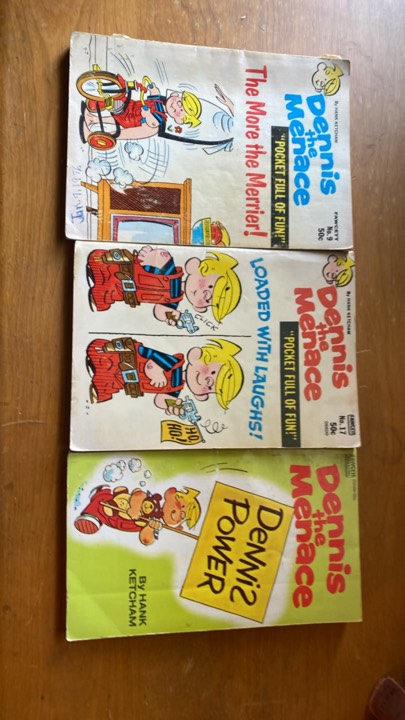 Dennis
the
Menace
By HANK KETCHAM
FAWCETT
No. 9
50¢
"POCKET FULL OF FUN!"
The More the Merrier!
Dennis
the
Menace
By HANK KETCHAM
FAWCETT
No. 17
50¢
"POCKET FULL OF FUN!"
LOADED WITH LAUGHS!
CLICK
HO
HO!
Dennis
the
Menace
DENNIS
POWER
By HANK
KETCHAM